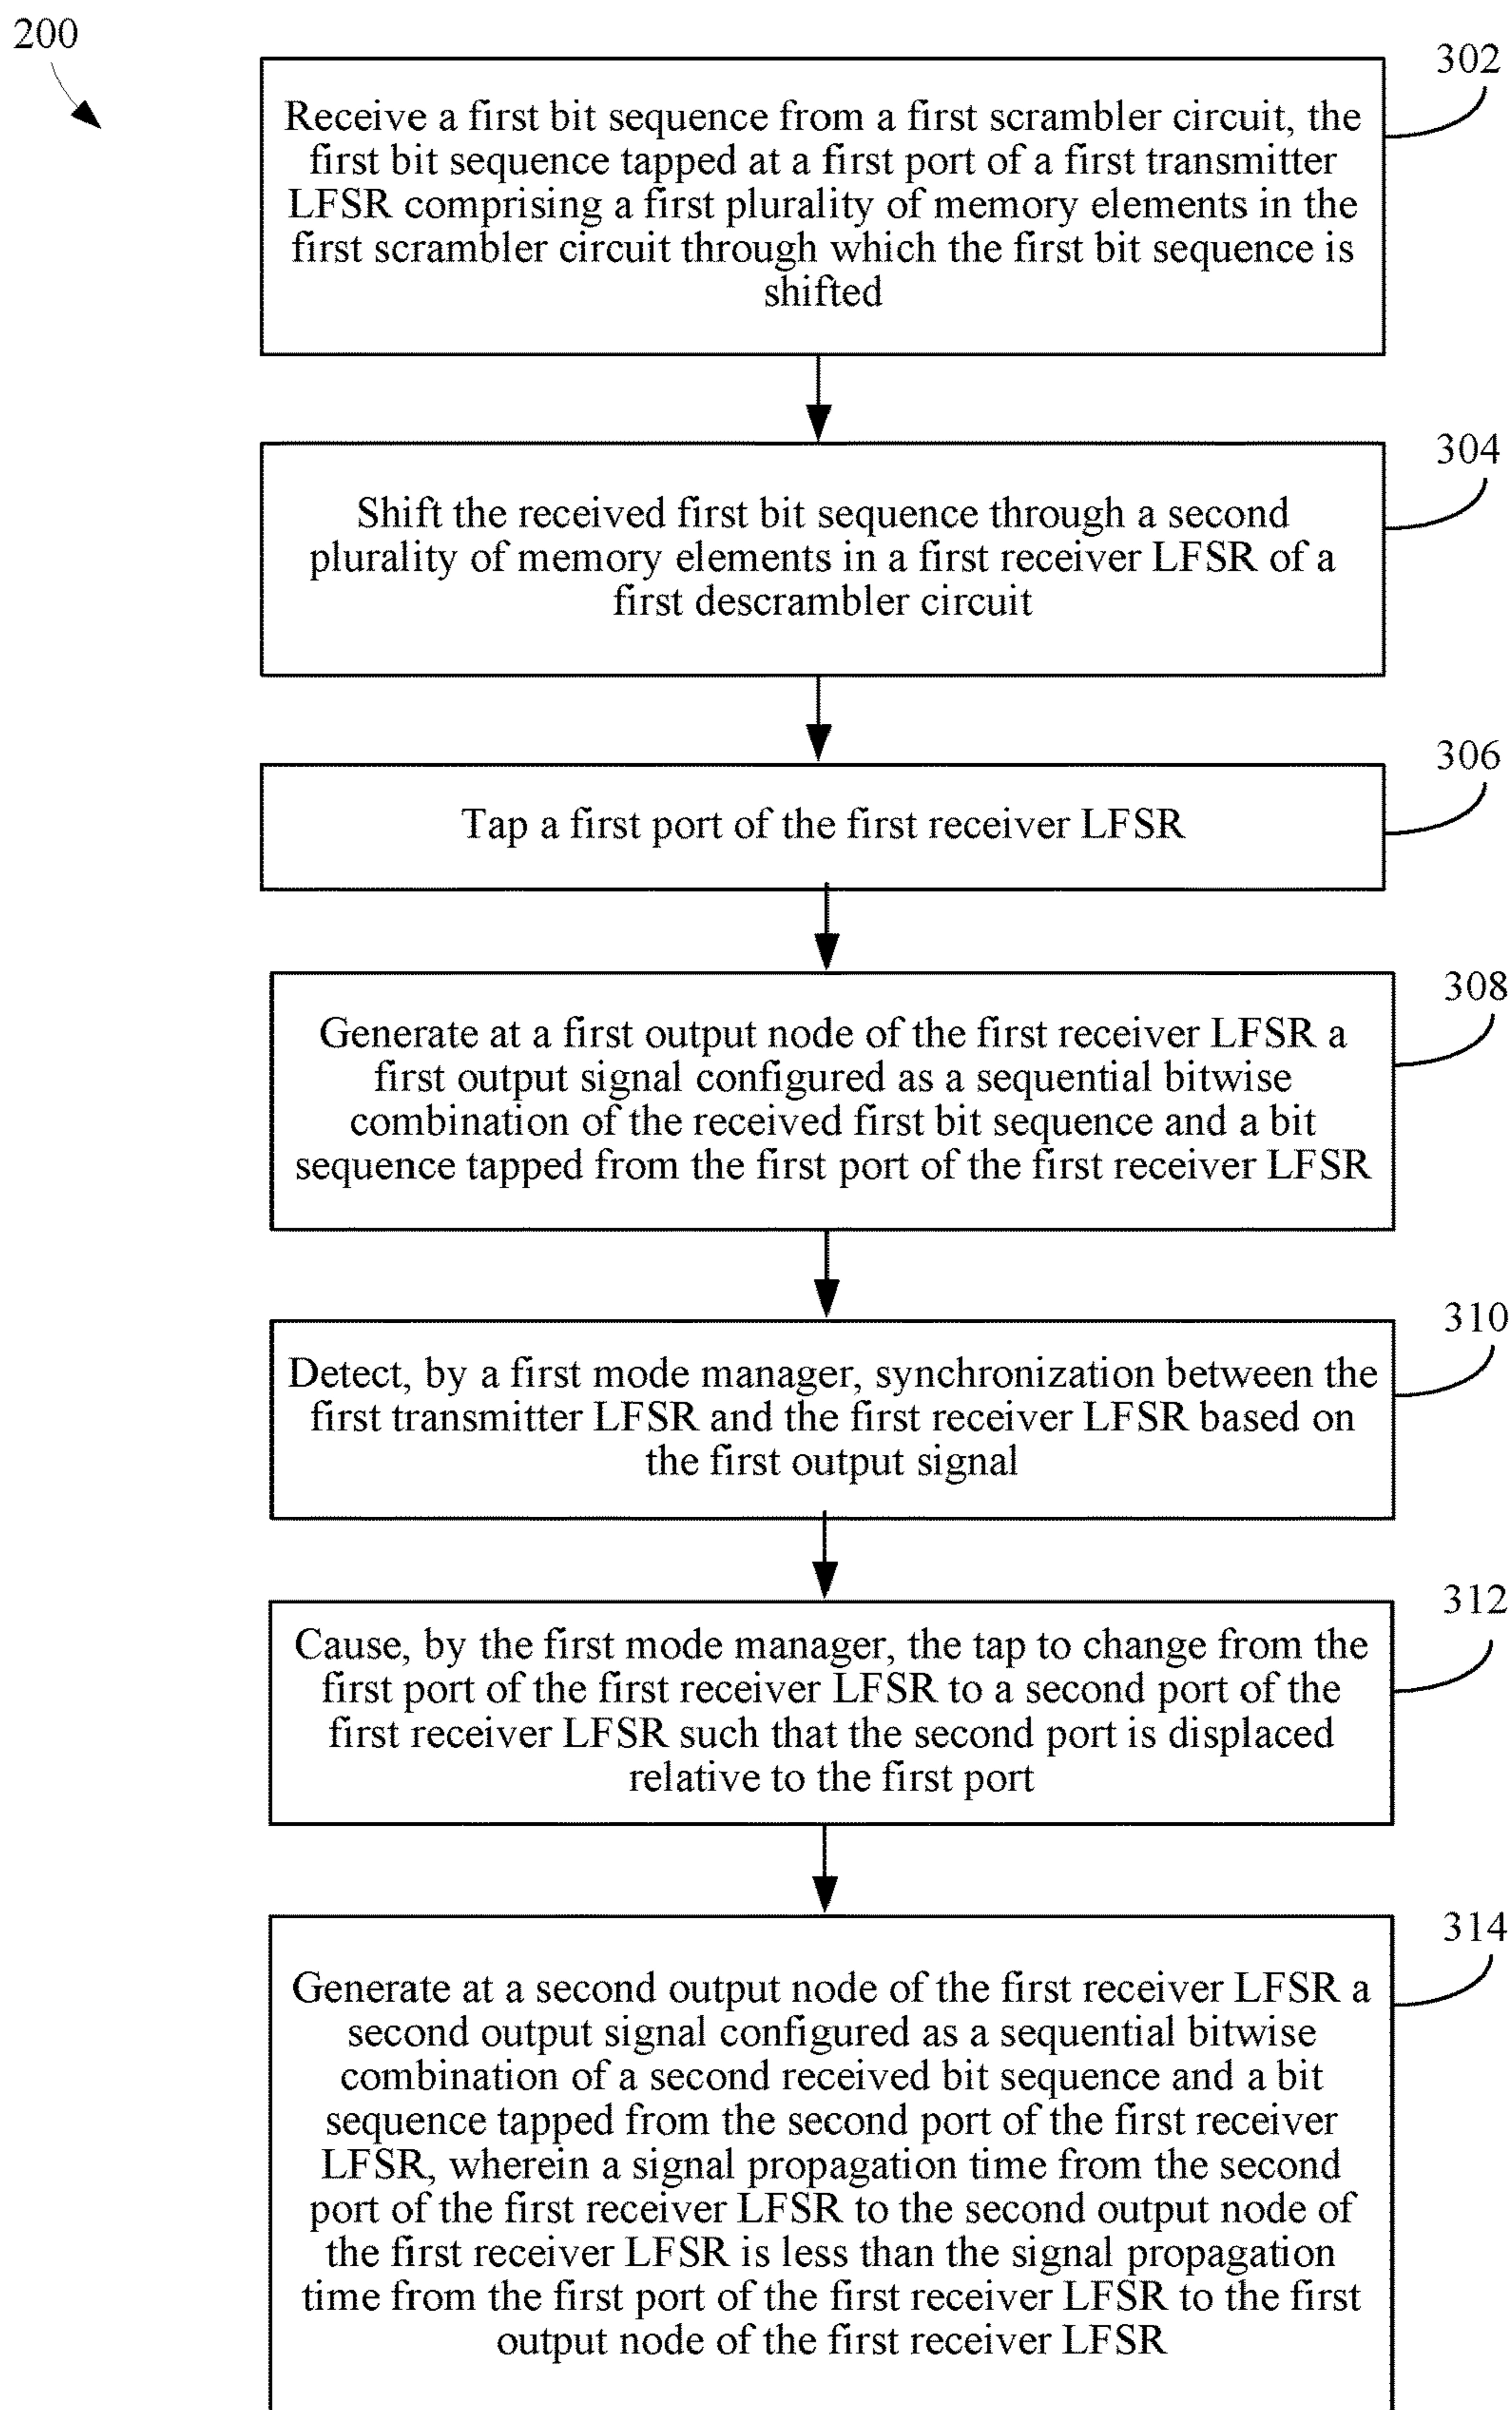 200
302
Receive a first bit sequence from a first scrambler circuit, the
first bit sequence tapped at a first port of a first transmitter
LFSR comprising a first plurality of memory elements in the
first scrambler circuit through which the first bit sequence is
shifted
304
Shift the received first bit sequence through a second
plurality of memory elements in a first receiver LFSR of a
first descrambler circuit
306
Tap a first port of the first receiver LFSR
308
Generate at a first output node of the first receiver LFSR a
first output signal configured as a sequential bitwise
combination of the received first bit sequence and a bit
sequence tapped from the first port of the first receiver LFSR
310
Detect, by a first mode manager, synchronization between the
first transmitter LFSR and the first receiver LFSR based on
the first output signal
312
Cause, by the first mode manager, the tap to change from the
first port of the first receiver LFSR to a second port of the
first receiver LFSR such that the second port is displaced
relative to the first port
314
Generate at a second output node of the first receiver LFSR a
second output signal configured as a sequential bitwise
combination of a second received bit sequence and a bit
sequence tapped from the second port of the first receiver
LFSR, wherein a signal propagation time from the second
port of the first receiver LFSR to the second output node of
the first receiver LFSR is less than the signal propagation
time from the first port of the first receiver LFSR to the first
output node of the first receiver LFSR